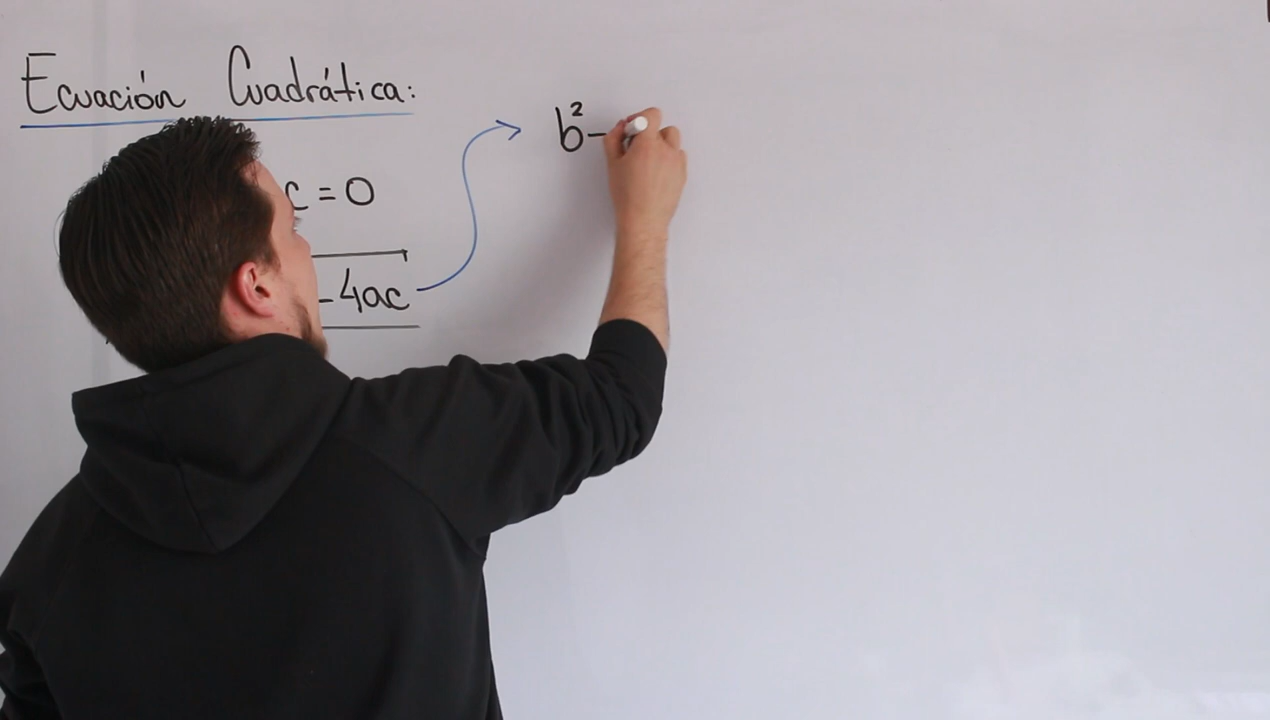 Ecuación Cuadrática:
b² –
c = 0
– 4ac